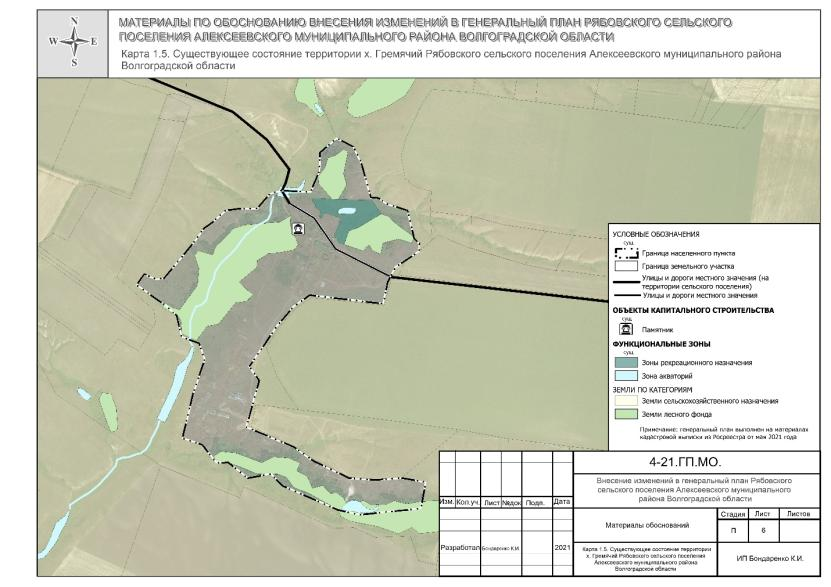 N
W E
S
МАТЕРИАЛЫ ПО ОБОСНОВАНИЮ ВНЕСЕНИЯ ИЗМЕНЕНИЙ В ГЕНЕРАЛЬНЫЙ ПЛАН РЯБОВСКОГО СЕЛЬСКОГО
ПОСЕЛЕНИЯ АЛЕКСЕЕВСКОГО МУНИЦИПАЛЬНОГО РАЙОНА ВОЛГОГРАДСКОЙ ОБЛАСТИ
Карта 1.5. Существующее состояние территории х. Гремячий Рябовского сельского поселения Алексеевского муниципального района
Волгоградской области
УСЛОВНЫЕ ОБОЗНАЧЕНИЯ
сущ.
Граница населенного пункта
Граница земельного участка
Улицы и дороги местного значения (на
территории сельского поселения)
Улицы и дороги местного значения
ОБЪЕКТЫ КАПИТАЛЬНОГО СТРОИТЕЛЬСТВА
сущ.
Памятник
ФУНКЦИОНАЛЬНЫЕ ЗОНЫ
сущ.
Зоны рекреационного назначения
Зона акваторий
ЗЕМЛИ ПО КАТЕГОРИЯМ
Земли сельскохозяйственного назначения
Земли лесного фонда
Примечание: генеральный план выполнен на материалах
кадастровой выписки из Росреестра от мая 2021 года
4-21.ГП.МО.
Внесение изменений в генеральный план Рябовского
сельского поселения Алексеевского муниципального
района Волгоградской области
Изм. Кол.уч. Лист №док Подп. Дата
Материалы обоснований
Стадия Лист Листов
П 6
Разработал Бондаренко К.И. 2021
Карта 1.5. Существующее состояние территории
х. Гремячий Рябовского сельского поселения
Алексеевского муниципального района
Волгоградской области
ИП Бондаренко К.И.